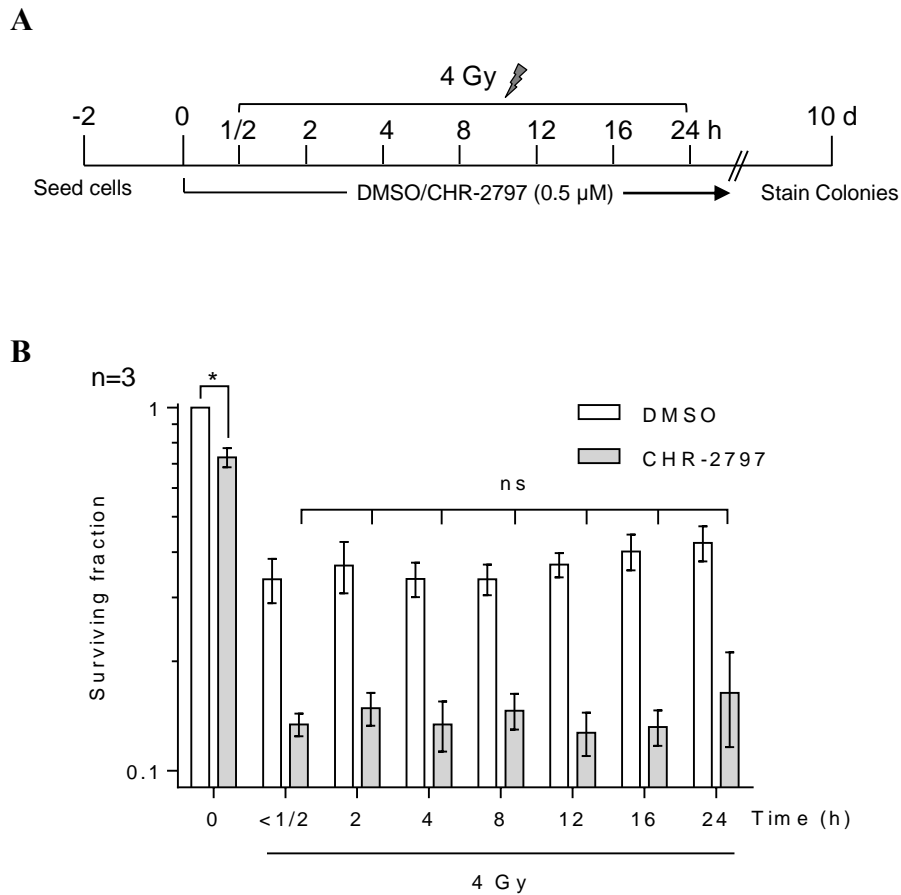 A
4 Gy
-2 0 1/2 2 4 8 12 16 24 h 10 d
Seed cells DMSO/CHR-2797 (0.5 µM) Stain Colonies
B
n=3
*
1
DMSO
CHR-2797
ns
Surviving fraction
0.1
0 <1/2 2 4 8 12 16 24 Time (h)
4 Gy